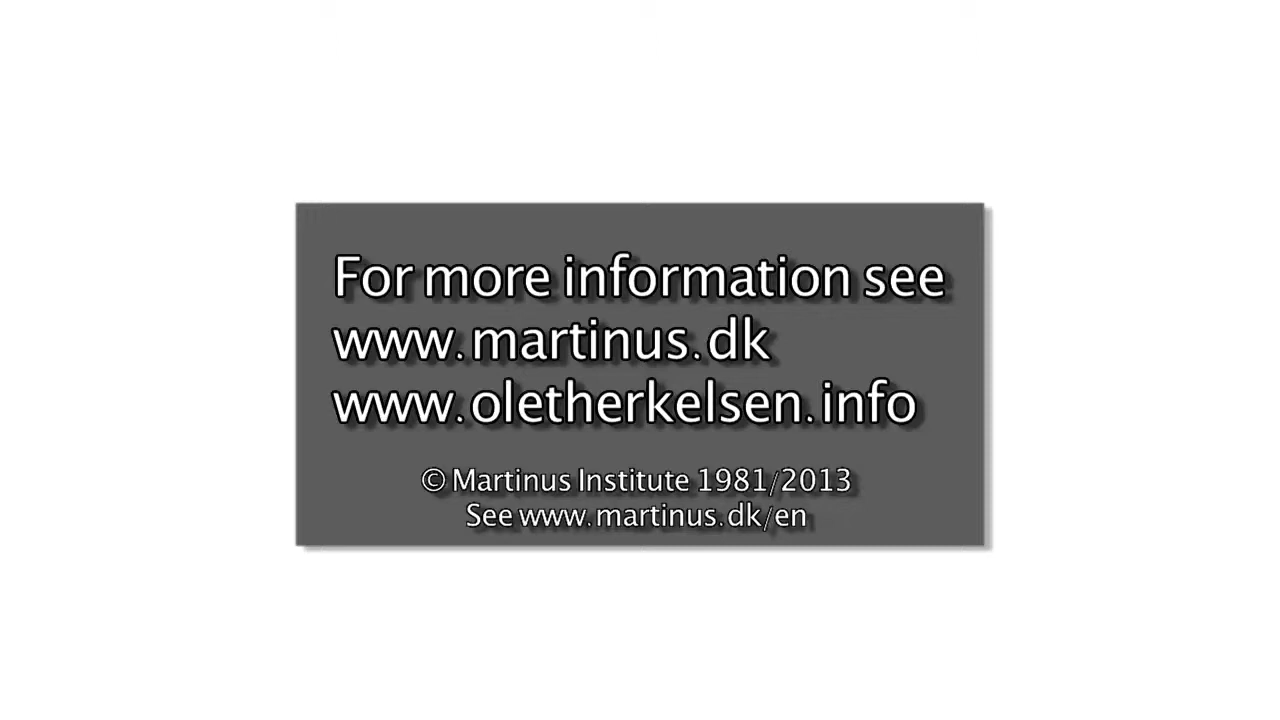 For more information see
www.martinus.dk
www.oletherkelsen.info
© Martinus Institute 1981/2013
See www.martinus.dk/en